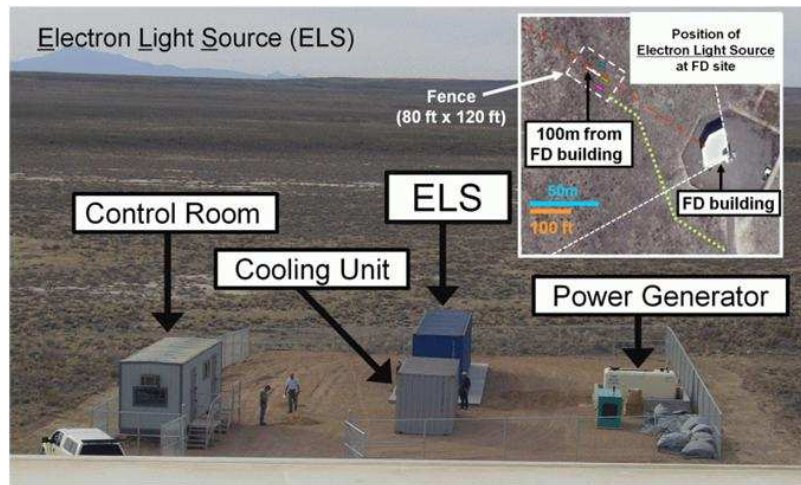 Electron Light Source (ELS)
Position of
Electron Light Source
at FD site
Fence
(80 ft x 120 ft)
100m from
FD building
50m
100 ft
FD building
Control Room
ELS
Cooling Unit
Power Generator